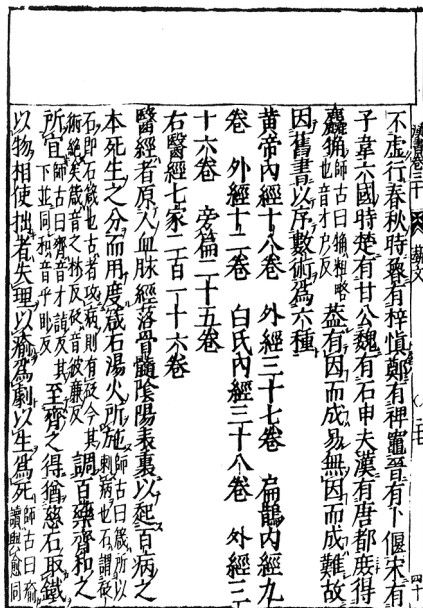 漢書卷三十 藝文 四十
不虛行春秋時魯有梓愼鄭有裨竈晉有卜偃宋有
子韋六國時楚有甘公魏有石申夫漢有唐都庶得
麤觕師古曰觕粗略也音才戶反蓋有因而成易無因而成難故
因舊書以序數術爲六種
黄帝內經十八卷 外經三十七卷 扁鵲內經九
卷 外經十二卷 白氏內經三十八卷 外經三
十六卷 旁篇二十五卷
右醫經七家二百一十六卷
醫經者原人血脉經落骨髓陰陽表裏以起百病之
本死生之分而用度箴石湯火所施師古曰箴所以刺病也石謂砭
石即石箴也古者攻病則有砭今其術絶矣箴音之林反砭音彼廉反調百藥齊和之
所宜師古曰齊音才詣反其下並同和音乎卧反至齊之得猶慈石取鐵
以物相使拙者失理以瘉爲劇以生爲死師古曰瘉讀與愈同